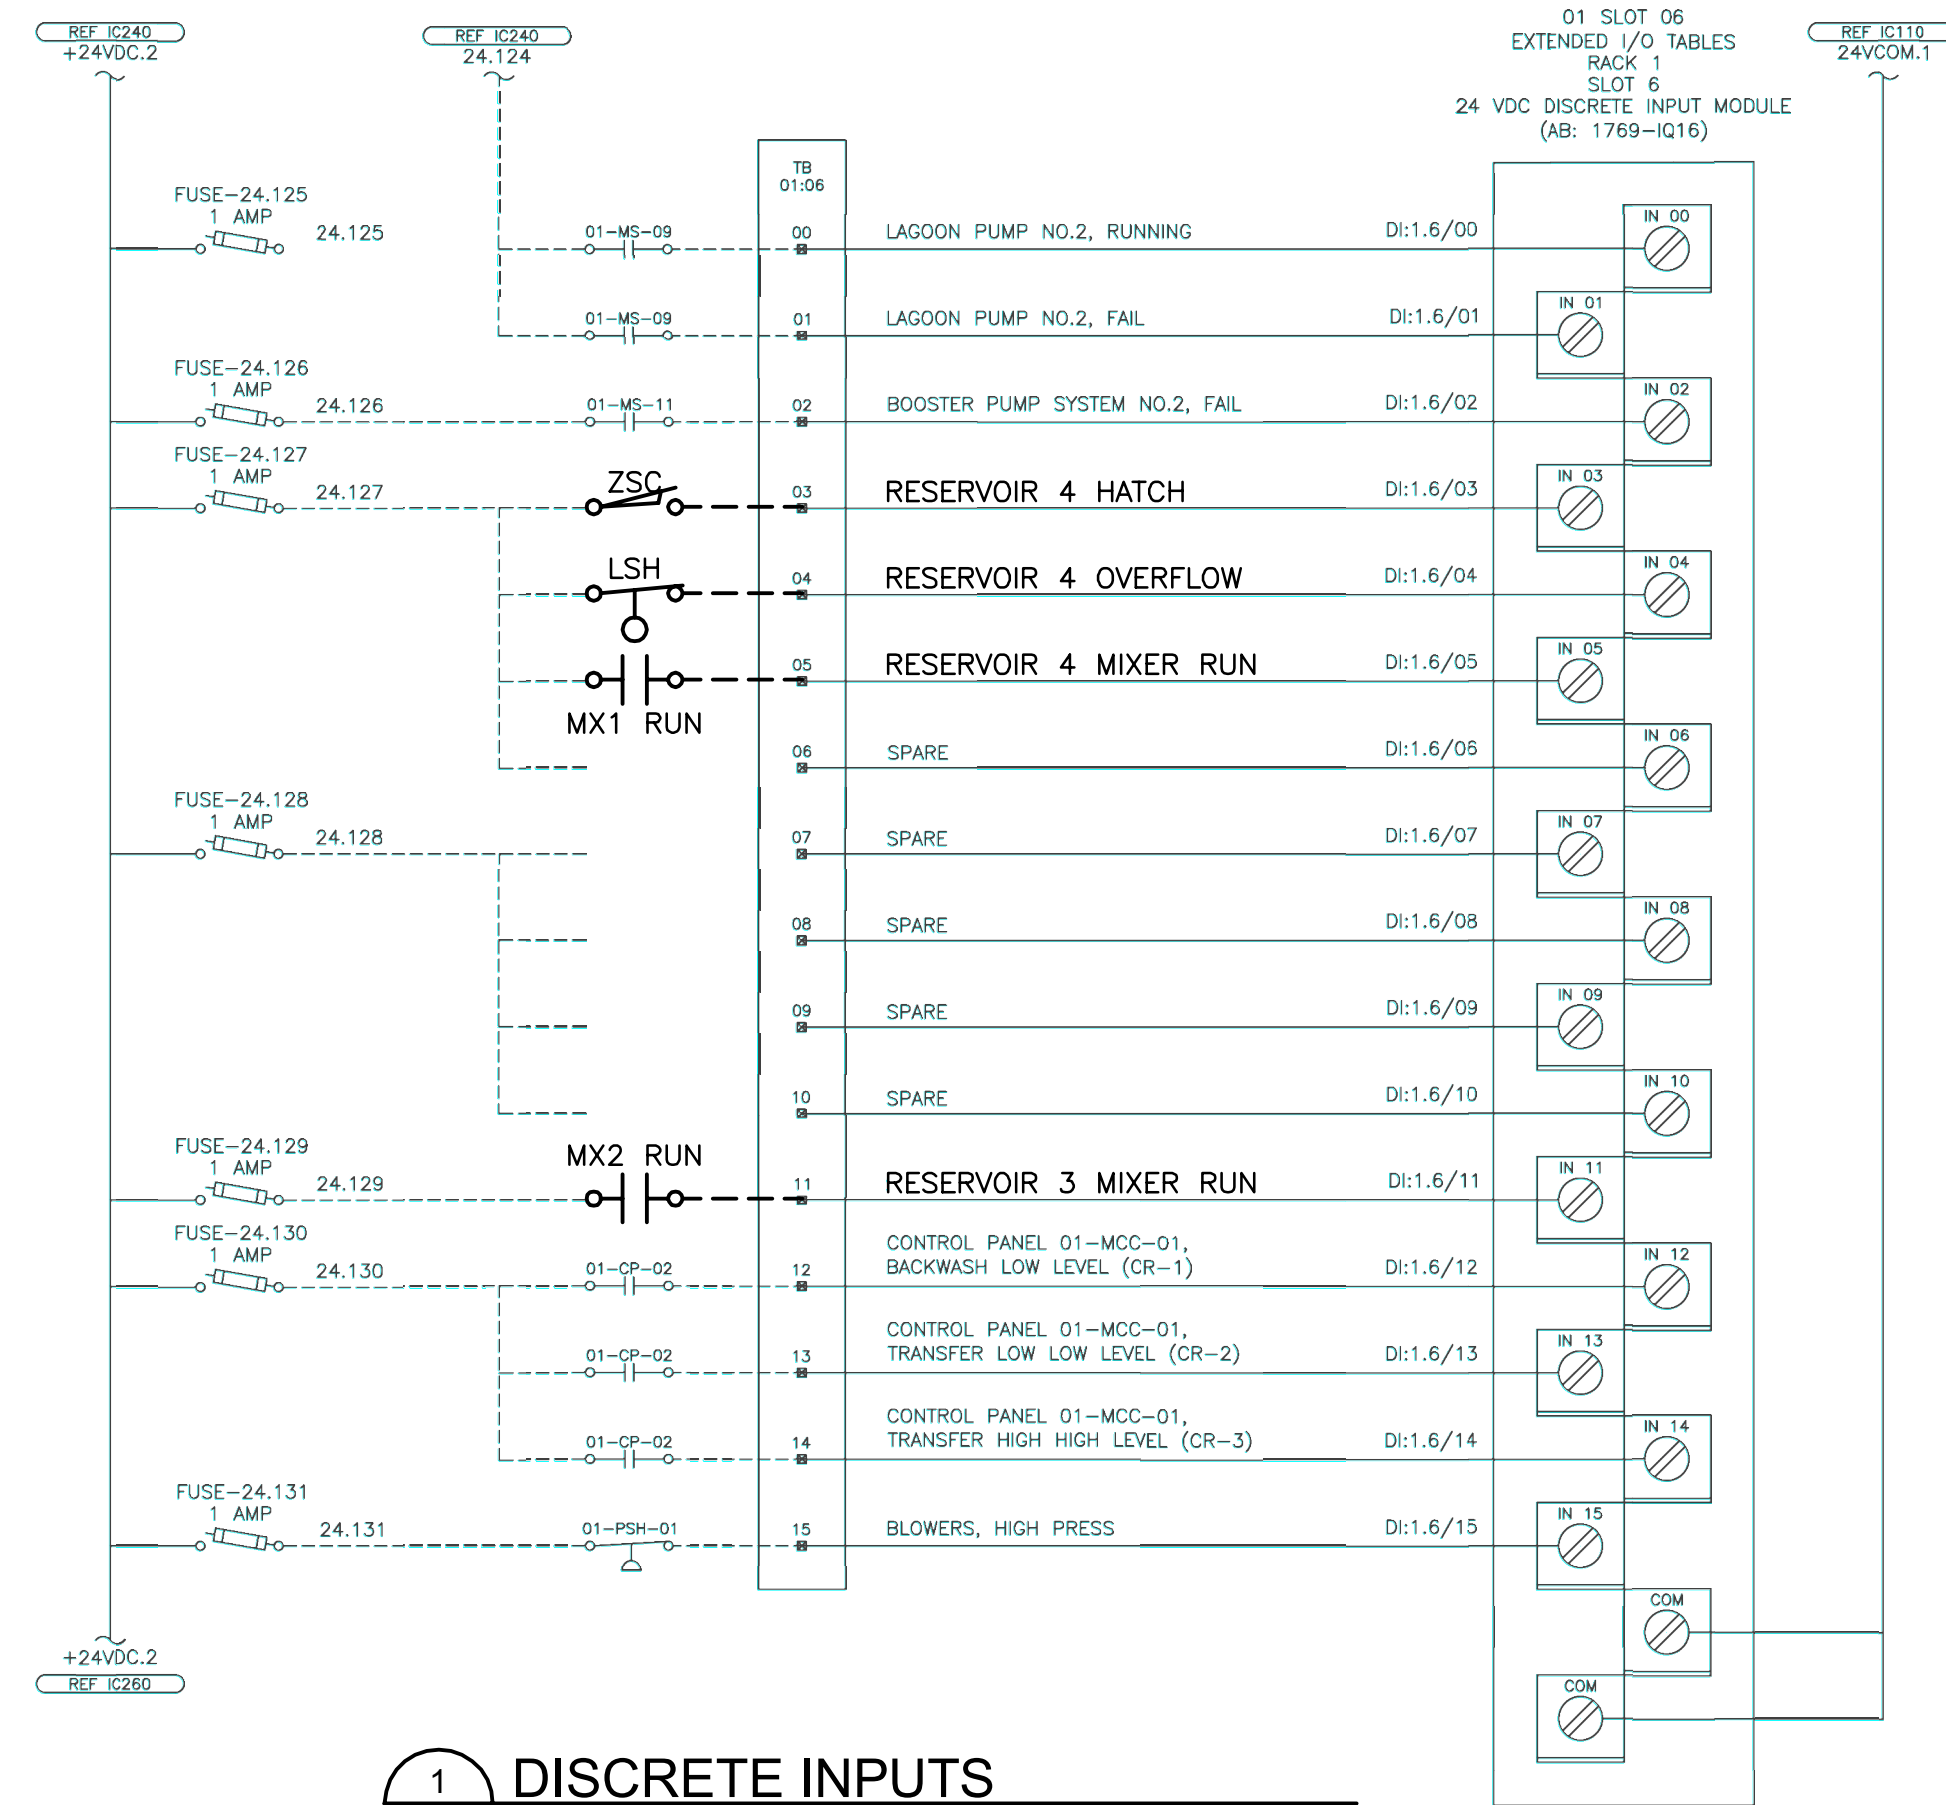 REF IC240
+24VDC.2
REF IC240
24.124
01 SLOT 06
EXTENDED I/O TABLES
RACK 1
SLOT 6
24 VDC DISCRETE INPUT MODULE
(AB: 1769-IQ16)
REF IC110
24VCOM.1
TB
01:06
FUSE-24.125
1 AMP
24.125
01-MS-09
00
LAGOON PUMP NO.2, RUNNING
DI:1.6/00
IN 00
01-MS-09
01
LAGOON PUMP NO.2, FAIL
DI:1.6/01
IN 01
FUSE-24.126
1 AMP
24.126
01-MS-11
02
BOOSTER PUMP SYSTEM NO.2, FAIL
DI:1.6/02
IN 02
FUSE-24.127
1 AMP
24.127
ZSC
03
RESERVOIR 4 HATCH
DI:1.6/03
IN 03
LSH
04
RESERVOIR 4 OVERFLOW
DI:1.6/04
IN 04
MX1 RUN
05
RESERVOIR 4 MIXER RUN
DI:1.6/05
IN 05
06
SPARE
DI:1.6/06
IN 06
FUSE-24.128
1 AMP
24.128
07
SPARE
DI:1.6/07
IN 07
08
SPARE
DI:1.6/08
IN 08
09
SPARE
DI:1.6/09
IN 09
10
SPARE
DI:1.6/10
IN 10
FUSE-24.129
1 AMP
24.129
MX2 RUN
11
RESERVOIR 3 MIXER RUN
DI:1.6/11
IN 11
FUSE-24.130
1 AMP
24.130
01-CP-02
12
CONTROL PANEL 01-MCC-01,
BACKWASH LOW LEVEL (CR-1)
DI:1.6/12
IN 12
01-CP-02
13
CONTROL PANEL 01-MCC-01,
TRANSFER LOW LOW LEVEL (CR-2)
DI:1.6/13
IN 13
01-CP-02
14
CONTROL PANEL 01-MCC-01,
TRANSFER HIGH HIGH LEVEL (CR-3)
DI:1.6/14
IN 14
FUSE-24.131
1 AMP
24.131
01-PSH-01
15
BLOWERS, HIGH PRESS
DI:1.6/15
IN 15
COM
COM
+24VDC.2
REF IC260
1 DISCRETE INPUTS